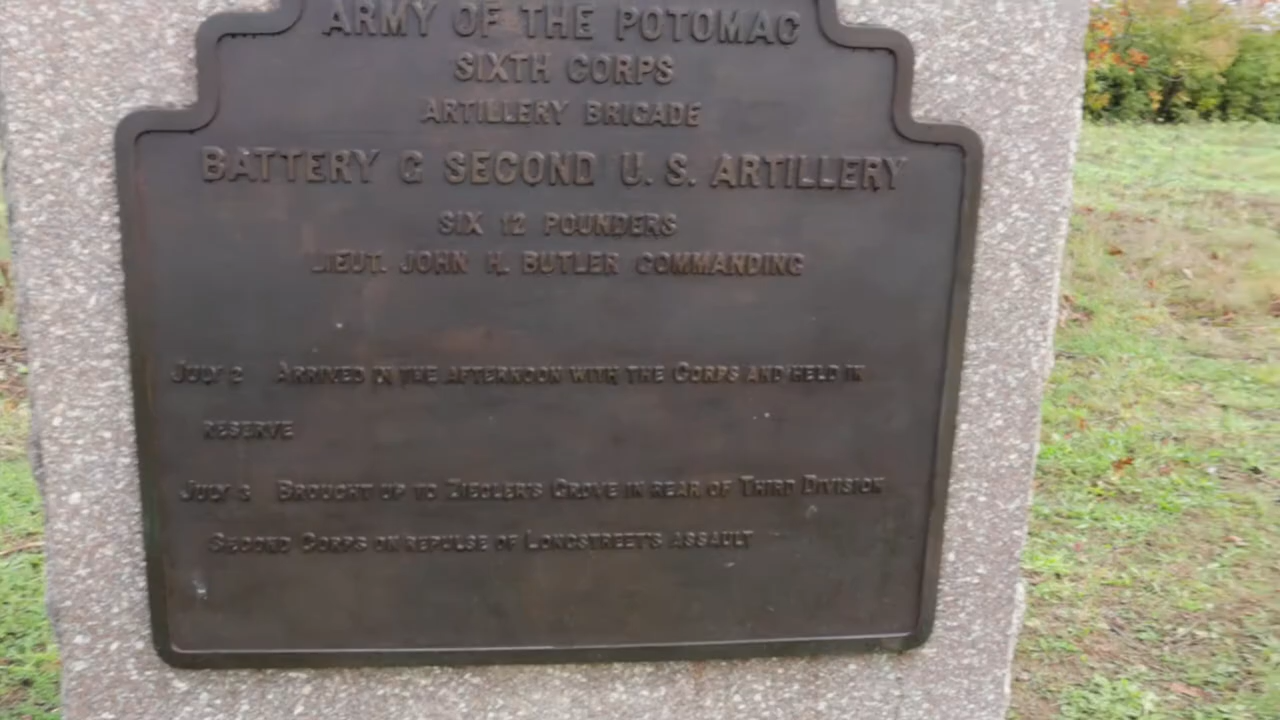 ARMY OF THE POTOMAC
SIXTH CORPS
ARTILLERY BRIGADE
BATTERY G SECOND U. S. ARTILLERY
SIX 12 POUNDERS
LIEUT. JOHN H. BUTLER COMMANDING
JULY 2 ARRIVED IN THE AFTERNOON WITH THE CORPS AND HELD IN
RESERVE
JULY 3 BROUGHT UP TO ZIEGLER'S GROVE IN REAR OF THIRD DIVISION
SECOND CORPS ON REPULSE OF LONGSTREET'S ASSAULT